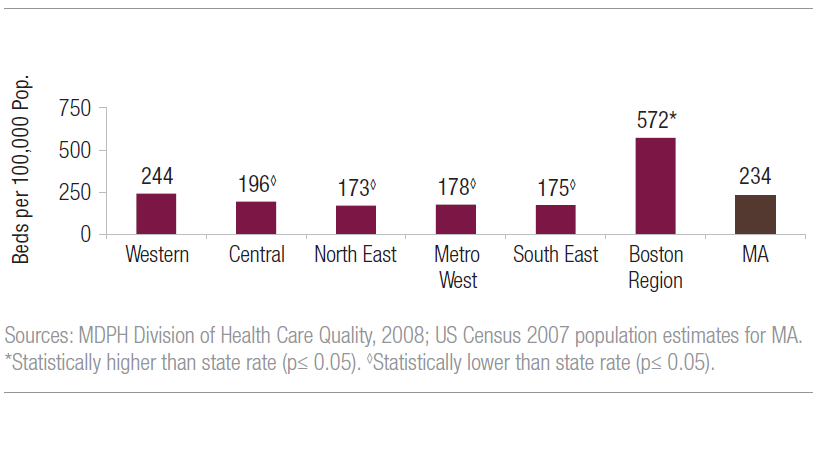 Beds per 100,000 Pop.
750
500
250
0
244
196◊
173◊
178◊
175◊
572*
234
Western
Central
North East
Metro
West
South East
Boston
Region
MA
Sources: MDPH Division of Health Care Quality, 2008; US Census 2007 population estimates for MA.
*Statistically higher than state rate (p≤ 0.05). ◊Statistically lower than state rate (p≤ 0.05).